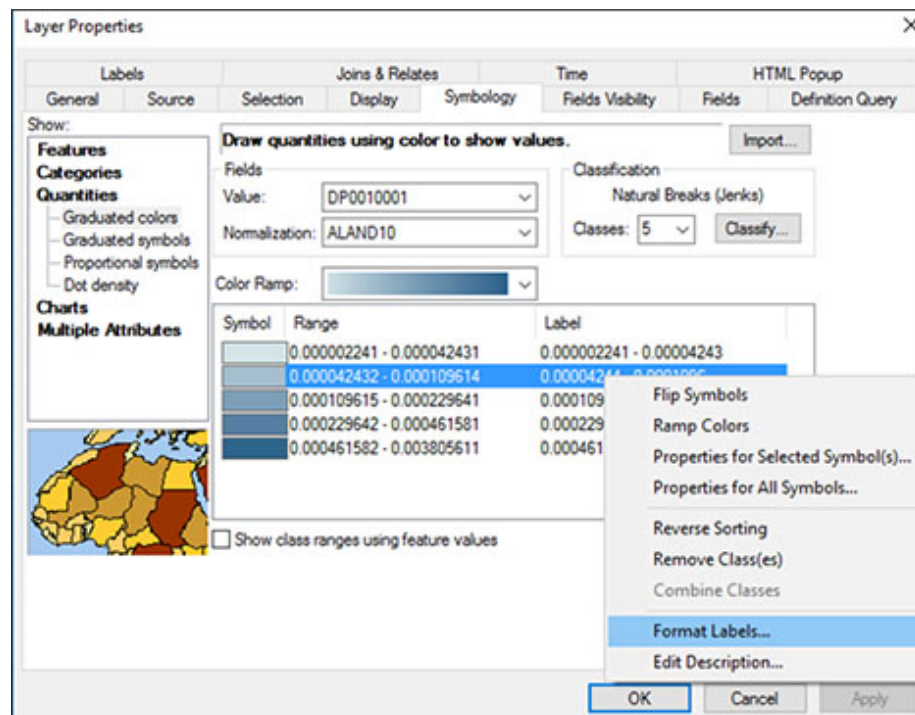 Layer Properties
Labels Joins & Relates Time HTML Popup
General Source Selection Display Symbology Fields Visibility Fields Definition Query
Show:
Features
Categories
Quantities
Graduated colors
Graduated symbols
Proportional symbols
Dot density
Charts
Multiple Attributes
Draw quantities using color to show values.
Import...
Fields
Value: DP0010001
Normalization: ALAND10
Classification
Natural Breaks (Jenks)
Classes: 5 Classify...
Color Ramp:
Symbol Range Label
0.000002241 - 0.000042431 0.000002241 - 0.00004243
0.000042432 - 0.000109614
0.000109615 - 0.000229641 0.000109
0.000229642 - 0.000461581 0.000229
0.000461582 - 0.003805611 0.000461
Show class ranges using feature values
Flip Symbols
Ramp Colors
Properties for Selected Symbol(s)...
Properties for All Symbols...
Reverse Sorting
Remove Class(es)
Combine Classes
Format Labels...
Edit Description...
OK Cancel Apply